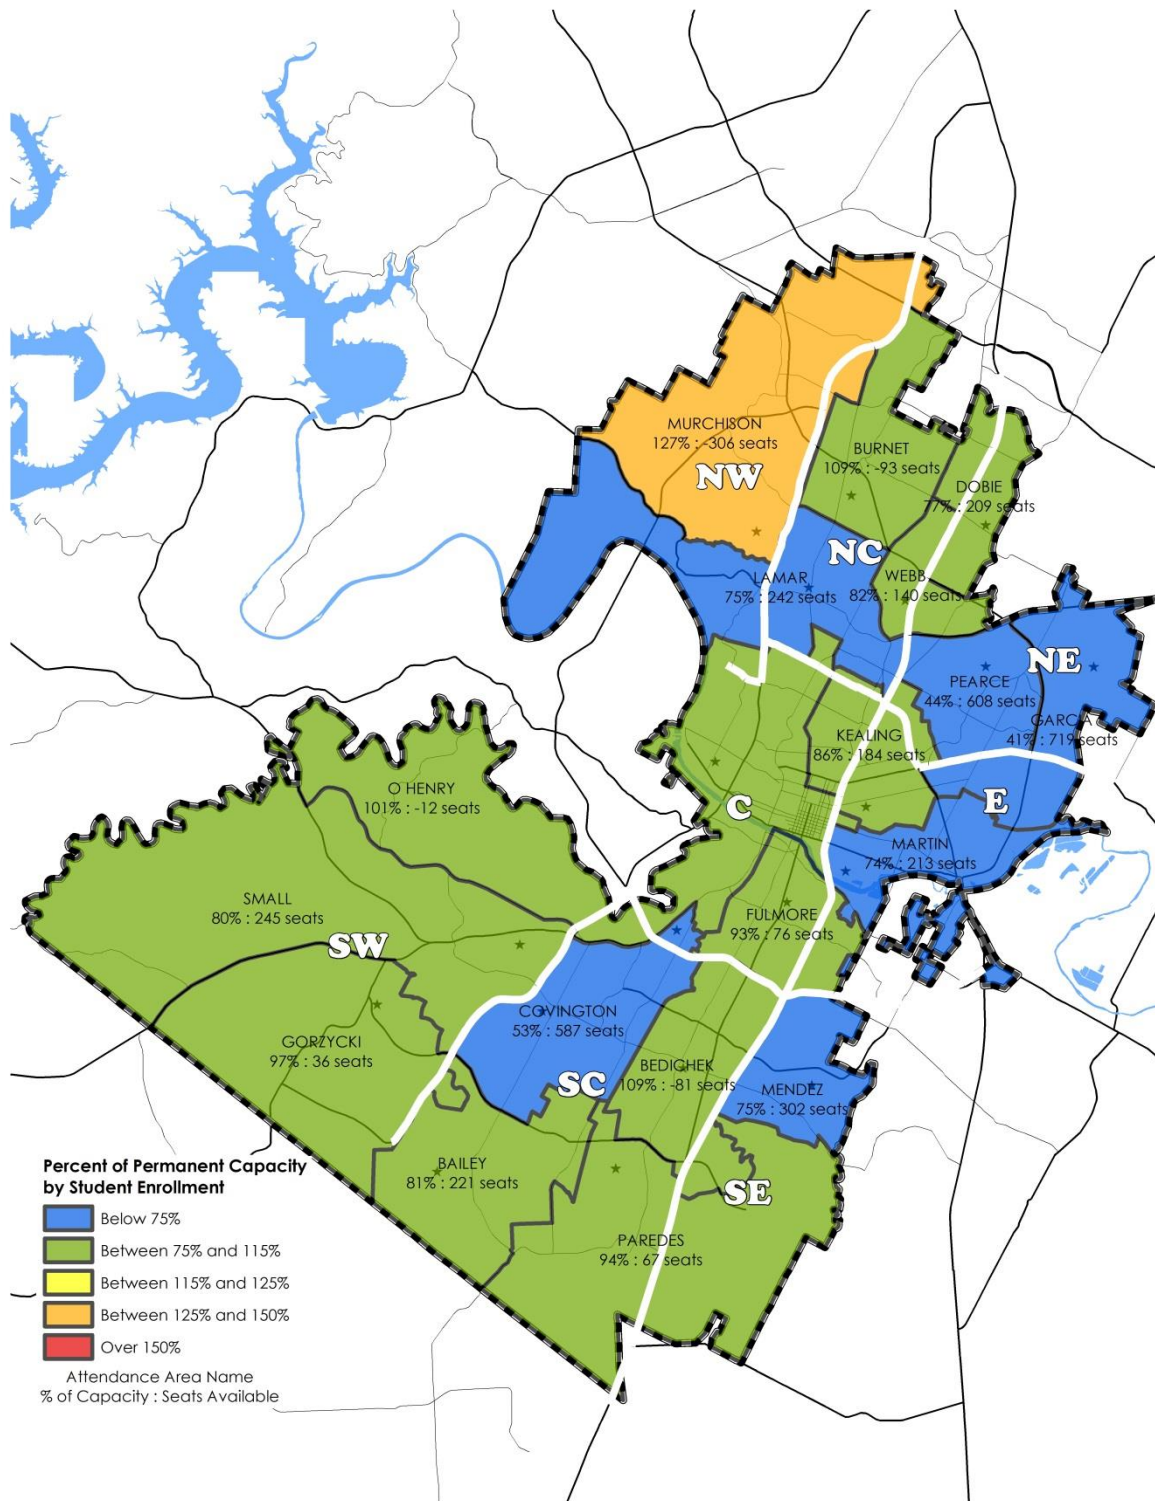 MURCHISON
127% : -306 seats
NW
BURNET
109% : -93 seats
DOBIE
77% : 209 seats
NC
LAMAR
75% : 242 seats
WEBB
82% : 140 seats
NE
PEARCE
44% : 608 seats
GARCIA
41% : 719 seats
KEALING
86% : 184 seats
O HENRY
101% : -12 seats
C
E
MARTIN
74% : 213 seats
SMALL
80% : 245 seats
FULMORE
93% : 76 seats
SW
COVINGTON
53% : 587 seats
GORZYCKI
97% : 36 seats
BEDICHEK
109% : -81 seats
SC
MENDEZ
75% : 302 seats
BAILEY
81% : 221 seats
SE
PAREDES
94% : 67 seats
Percent of Permanent Capacity
by Student Enrollment
Below 75%
Between 75% and 115%
Between 115% and 125%
Between 125% and 150%
Over 150%
Attendance Area Name
% of Capacity : Seats Available